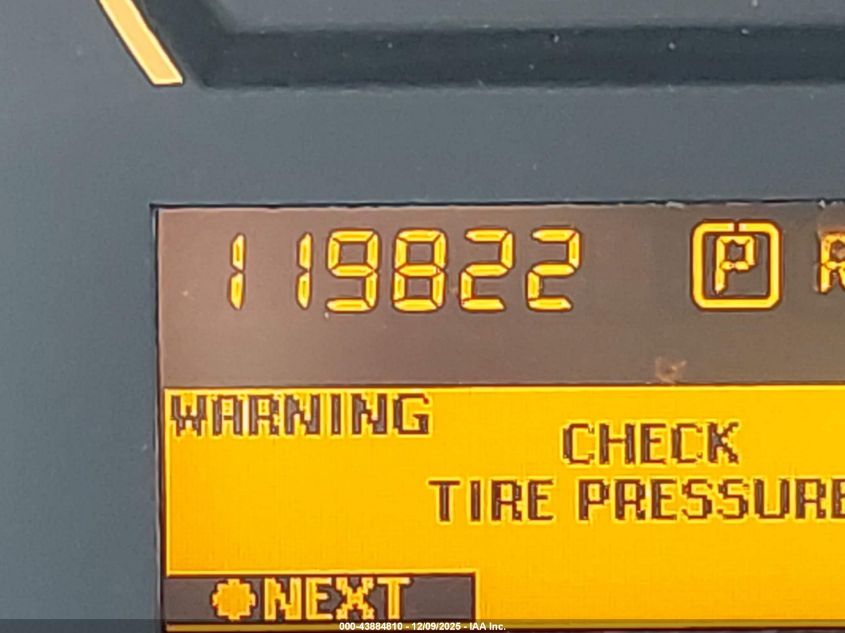 119822 P R
WARNING
CHECK
TIRE PRESSURE
NEXT
000-43884810 - 12/09/2025 - IAA Inc.